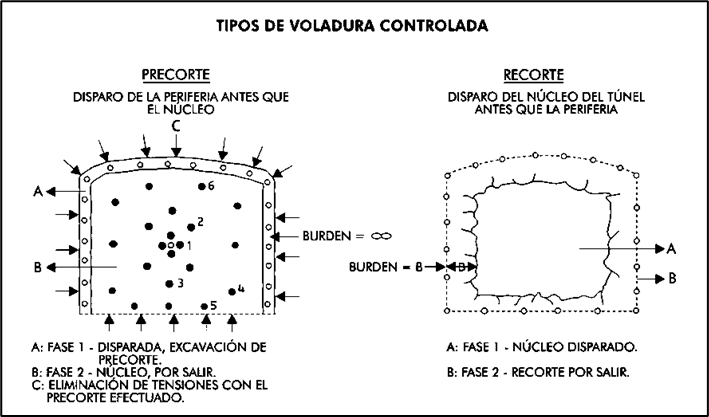 TIPOS DE VOLADURA CONTROLADA
PRECORTE
DISPARO DE LA PERIFERIA ANTES QUE
EL NÚCLEO
C
A
6
2
1
B
3
4
5
BURDEN = ∞
A: FASE 1 - DISPARADA, EXCAVACIÓN DE
PRECORTE.
B: FASE 2 - NÚCLEO, POR SALIR.
C: ELIMINACIÓN DE TENSIONES CON EL
PRECORTE EFECTUADO.
RECORTE
DISPARO DEL NÚCLEO DEL TÚNEL
ANTES QUE LA PERIFERIA
A
BURDEN = B
B
B
A: FASE 1 - NÚCLEO DISPARADO.
B: FASE 2 - RECORTE POR SALIR.